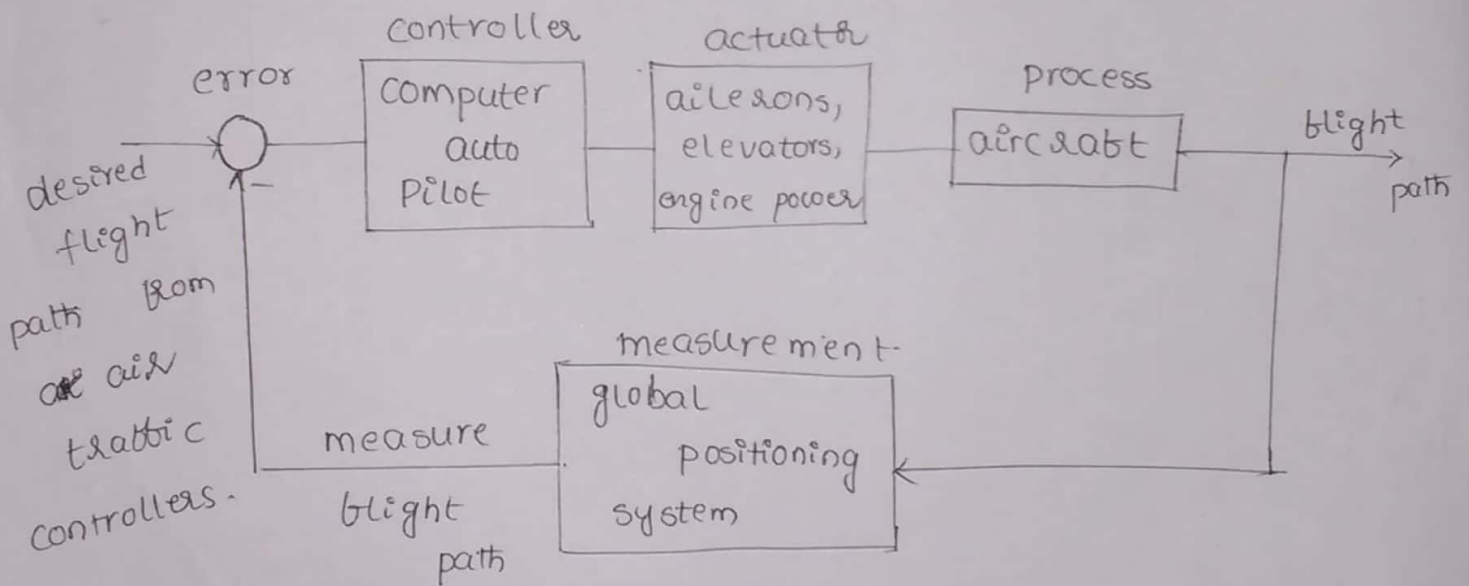 controller
actuator
error
process
computer
auto
pilot
ailerons,
elevators,
engine power
aircraft
flight
path
desired
flight
path from
air
traffic
controllers.
-
measurement
global
positioning
system
measure
flight
path